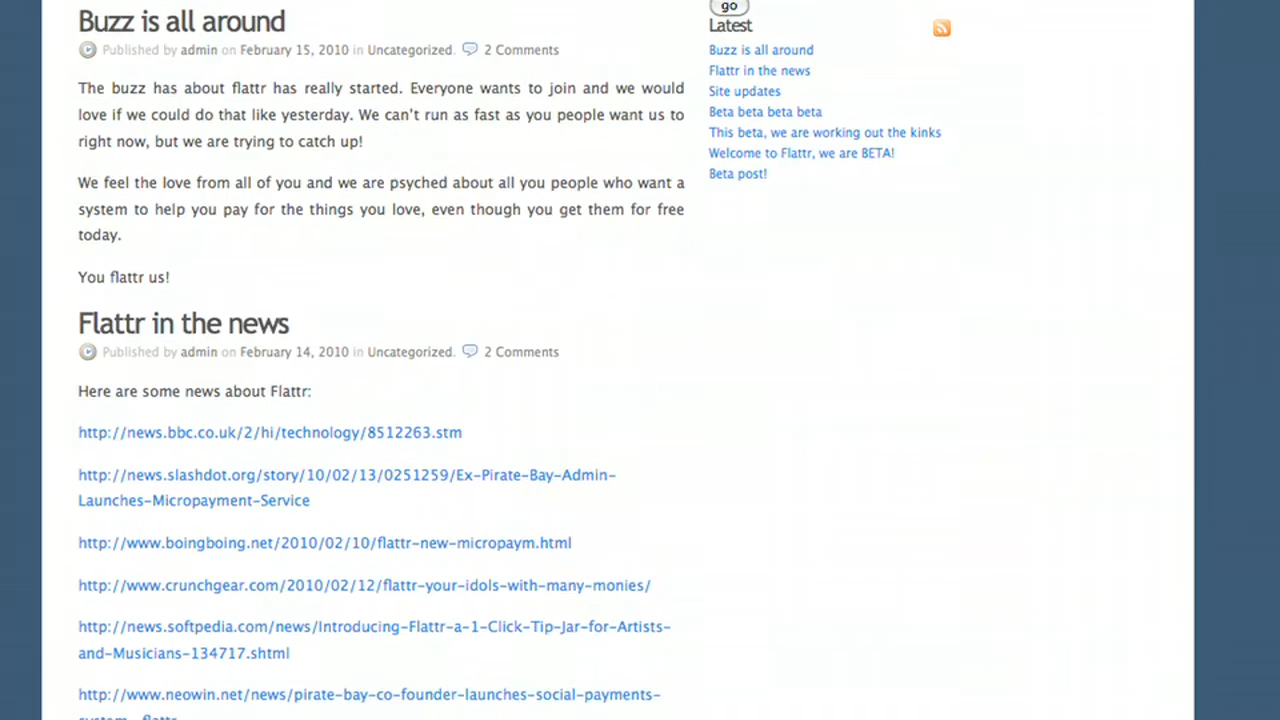 Buzz is all around
Published by admin on February 15, 2010 in Uncategorized. 2 Comments
The buzz has about flattr has really started. Everyone wants to join and we would
love if we could do that like yesterday. We can't run as fast as you people want us to
right now, but we are trying to catch up!
We feel the love from all of you and we are psyched about all you people who want a
system to help you pay for the things you love, even though you get them for free
today.
You flattr us!
Flattr in the news
Published by admin on February 14, 2010 in Uncategorized. 2 Comments
Here are some news about Flattr:
http://news.bbc.co.uk/2/hi/technology/8512263.stm
http://news.slashdot.org/story/10/02/13/0251259/Ex-Pirate-Bay-Admin-
Launches-Micropayment-Service
http://www.boingboing.net/2010/02/10/flattr-new-micropaym.html
http://www.crunchgear.com/2010/02/12/flattr-your-idols-with-many-monies/
http://news.softpedia.com/news/Introducing-Flattr-a-1-Click-Tip-Jar-for-Artists-
and-Musicians-134717.shtml
http://www.neowin.net/news/pirate-bay-co-founder-launches-social-payments-
go
Latest
Buzz is all around
Flattr in the news
Site updates
Beta beta beta beta
This beta, we are working out the kinks
Welcome to Flattr, we are BETA!
Beta post!